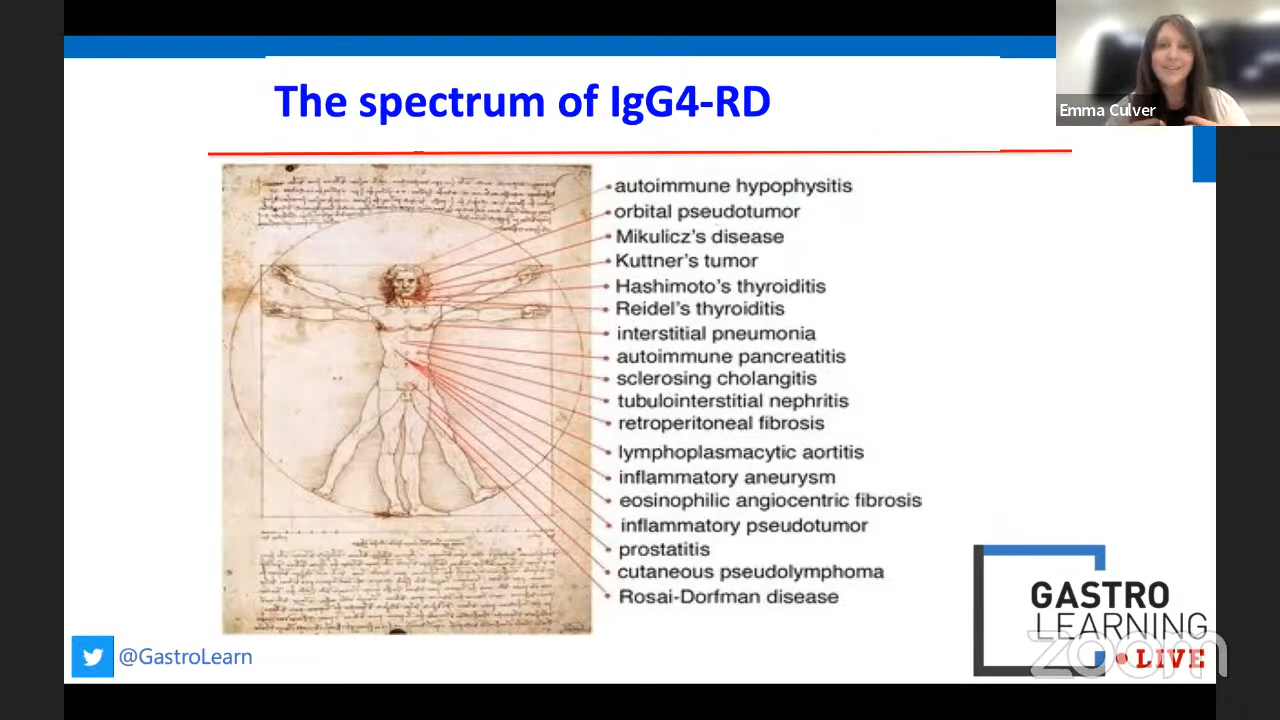 The spectrum of IgG4-RD
Emma Culver
autoimmune hypophysitis
orbital pseudotumor
Mikulicz's disease
Kuttner's tumor
Hashimoto's thyroiditis
Reidel's thyroiditis
interstitial pneumonia
autoimmune pancreatitis
sclerosing cholangitis
tubulointerstitial nephritis
retroperitoneal fibrosis
lymphoplasmacytic aortitis
inflammatory aneurysm
eosinophilic angiocentric fibrosis
inflammatory pseudotumor
prostatitis
cutaneous pseudolymphoma
Rosai-Dorfman disease
@GastroLearn
GASTRO
LEARNING
LIVE
zoom